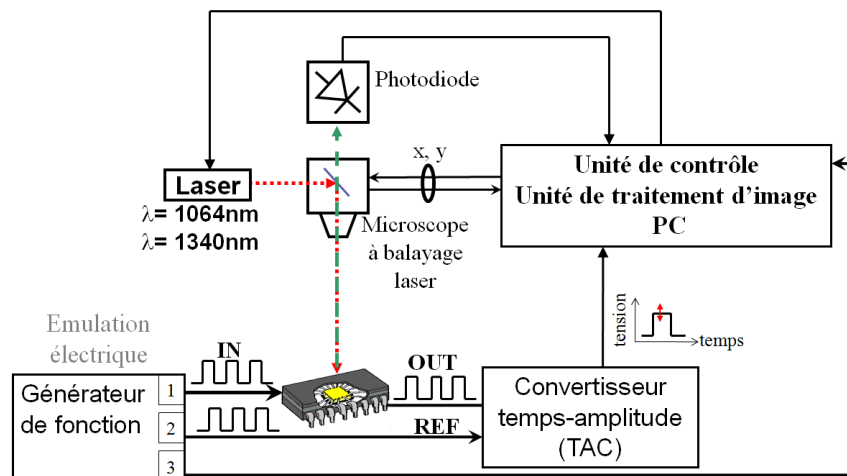 Photodiode
x, y
Laser
λ= 1064nm
λ= 1340nm
Unité de contrôle
Unité de traitement d'image
PC
Microscope
à balayage
laser
tension
temps
Emulation
électrique
IN
OUT
Générateur
de fonction
1
2
3
REF
Convertisseur
temps-amplitude
(TAC)